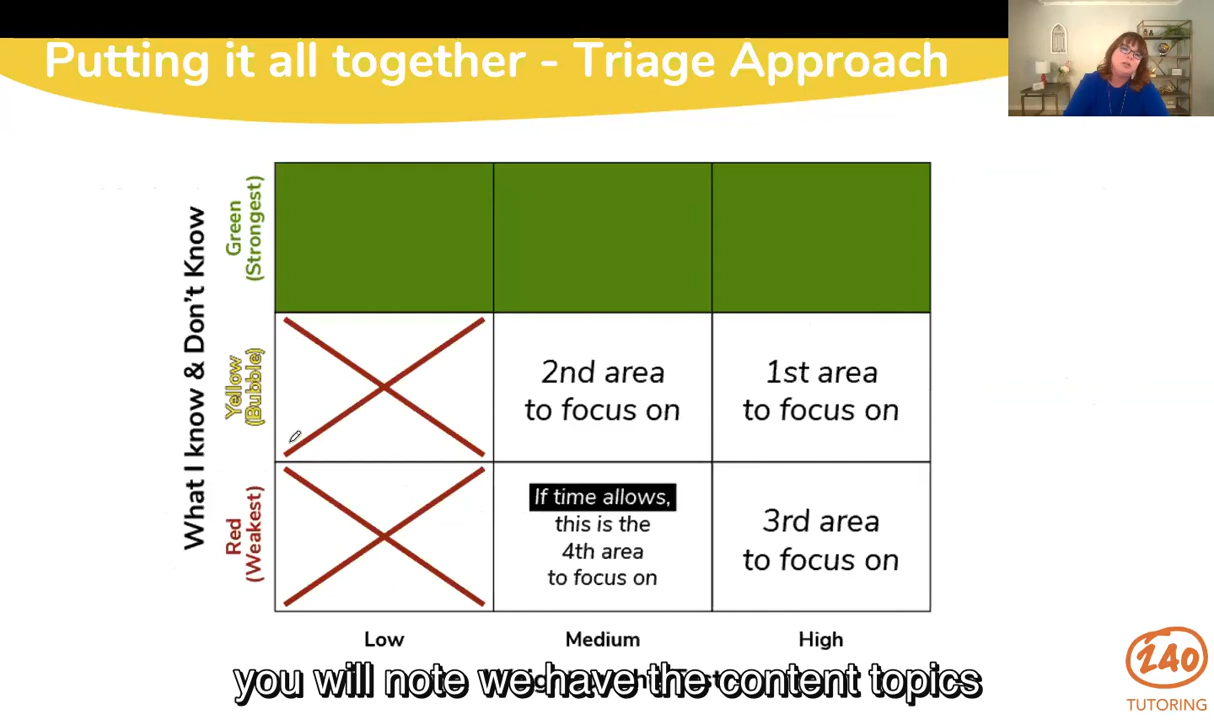 Putting it all together - Triage Approach
What I know & Don't Know
Green
(Strongest)
Yellow
(Bubble)
2nd area
to focus on
1st area
to focus on
Red
(Weakest)
If time allows,
this is the
4th area
to focus on
3rd area
to focus on
Low
Medium
High
you will note we have the content topics
240
TUTORING